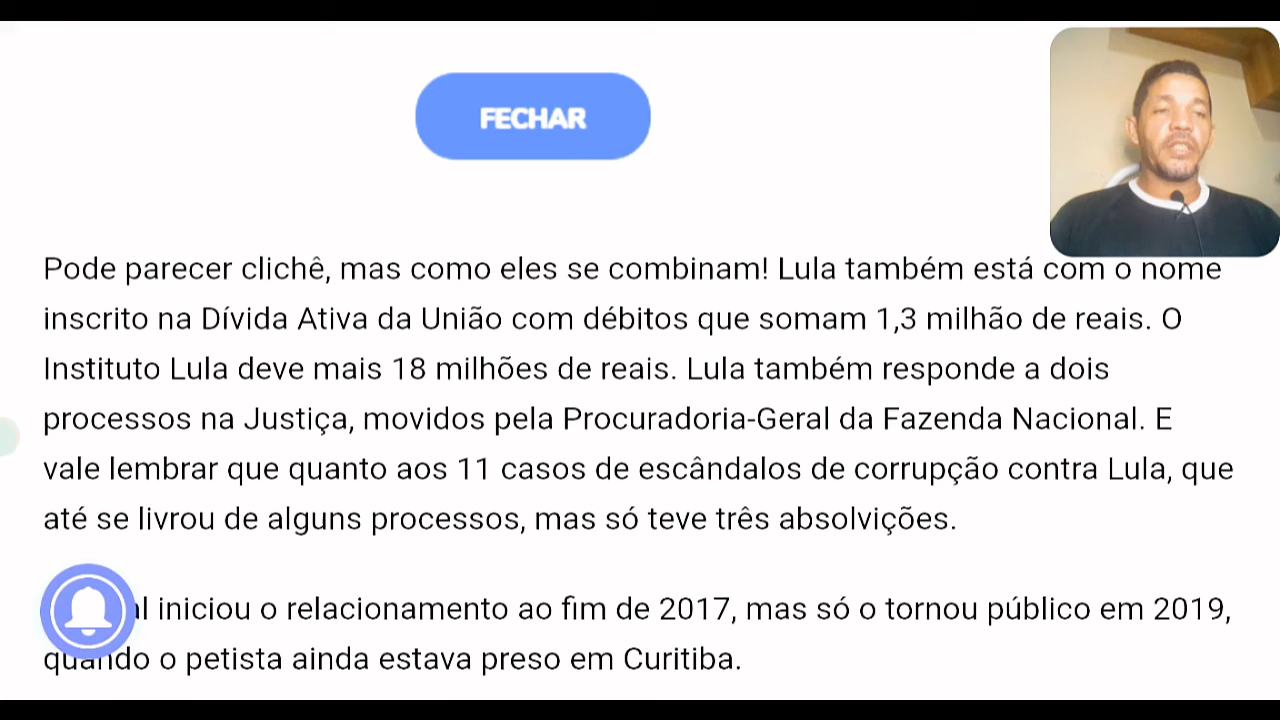 FECHAR
Pode parecer clichê, mas como eles se combinam! Lula também está com o nome
inscrito na Dívida Ativa da União com débitos que somam 1,3 milhão de reais. O
Instituto Lula deve mais 18 milhões de reais. Lula também responde a dois
processos na Justiça, movidos pela Procuradoria-Geral da Fazenda Nacional. E
vale lembrar que quanto aos 11 casos de escândalos de corrupção contra Lula, que
até se livrou de alguns processos, mas só teve três absolvições.
iniciou o relacionamento ao fim de 2017, mas só o tornou público em 2019,
quando o petista ainda estava preso em Curitiba.